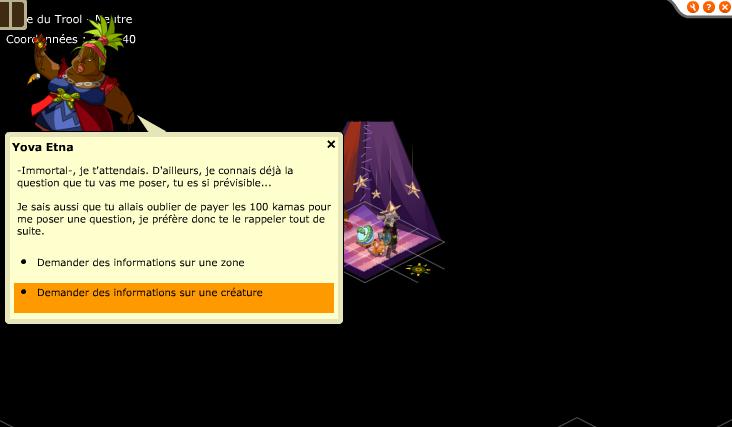 e du Trool - Neutre
Coordonnées : 40
Yova Etna
-Immortal-, je t'attendais. D'ailleurs, je connais déjà la
question que tu vas me poser, tu es si prévisible...
Je sais aussi que tu allais oublier de payer les 100 kamas pour
me poser une question, je préfère donc te le rappeler tout de
suite.
Demander des informations sur une zone
Demander des informations sur une créature